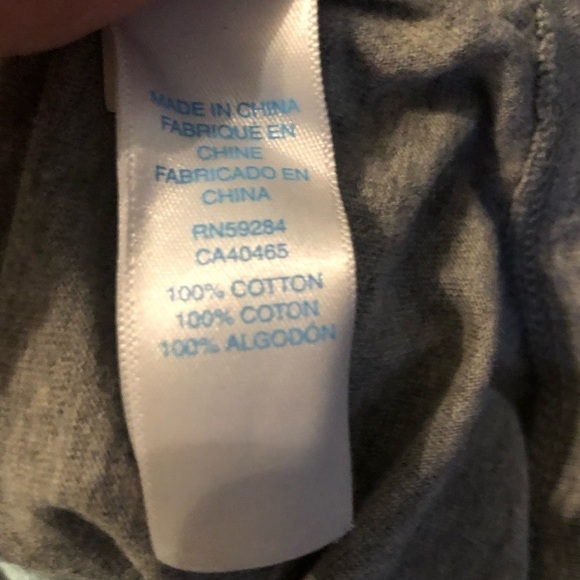 MADE IN CHINA
FABRIQUE EN
CHINE
FABRICADO EN
CHINA
RN59284
CA40465
100% COTTON
100% COTON
100% ALGODÓN